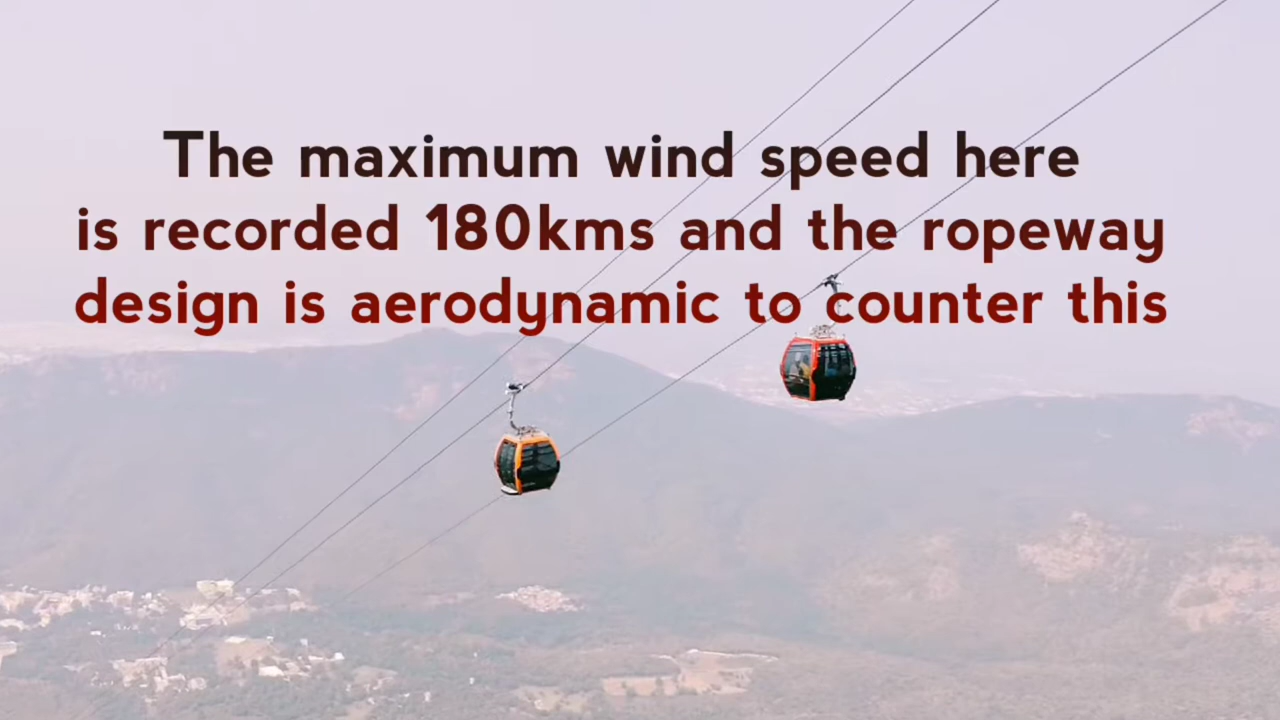 The maximum wind speed here
is recorded 180kms and the ropeway
design is aerodynamic to counter this